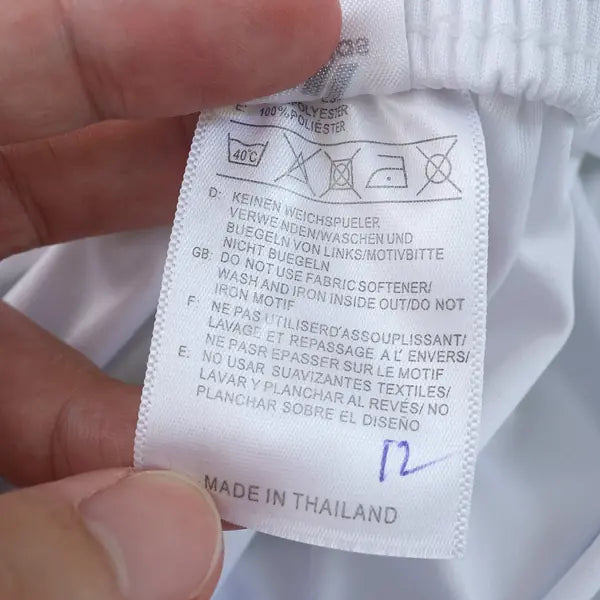 100% POLYESTER
E: 100% POLIÉSTER
40°C
D: KEINEN WEICHSPUELER
VERWENDEN/WASCHEN UND
BUEGELN VON LINKS/MOTIVBITTE
NICHT BUEGELN
GB: DO NOT USE FABRIC SOFTENER/
WASH AND IRON INSIDE OUT/DO NOT
IRON MOTIF
F: NE PAS UTILISERD'ASSOUPLISSANT/
LAVAGE ET REPASSAGE A L' ENVERS/
NE PASR EPASSER SUR LE MOTIF
E: NO USAR SUAVIZANTES TEXTILES/
LAVAR Y PLANCHAR AL REVÉS/ NO
PLANCHAR SOBRE EL DISEÑO
12
MADE IN THAILAND